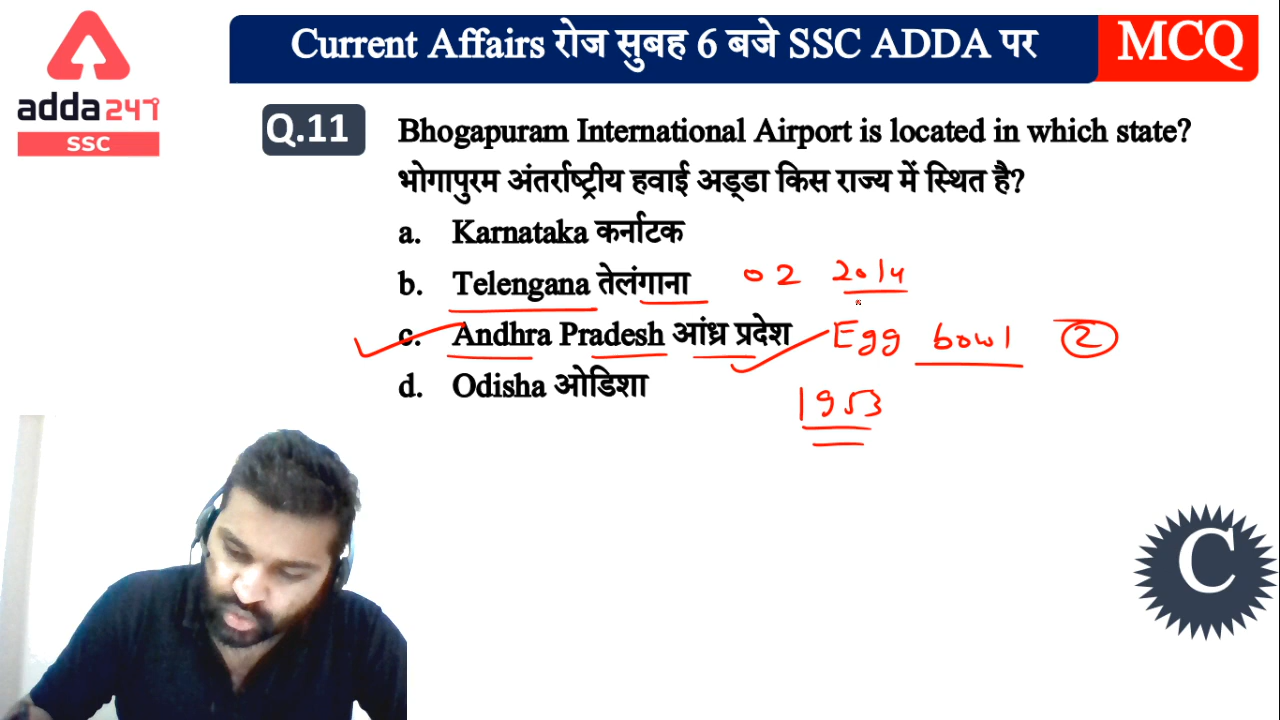 adda247
SSC
Current Affairs रोज सुबह 6 बजे SSC ADDA पर
MCQ
Q.11
Bhogapuram International Airport is located in which state?
भोगापुरम अंतर्राष्ट्रीय हवाई अड्डा किस राज्य में स्थित है?
a. Karnataka कर्नाटक
b. Telengana तेलंगाना 02 2014
c. Andhra Pradesh आंध्र प्रदेश Egg bowl 2
d. Odisha ओडिशा
1953
C